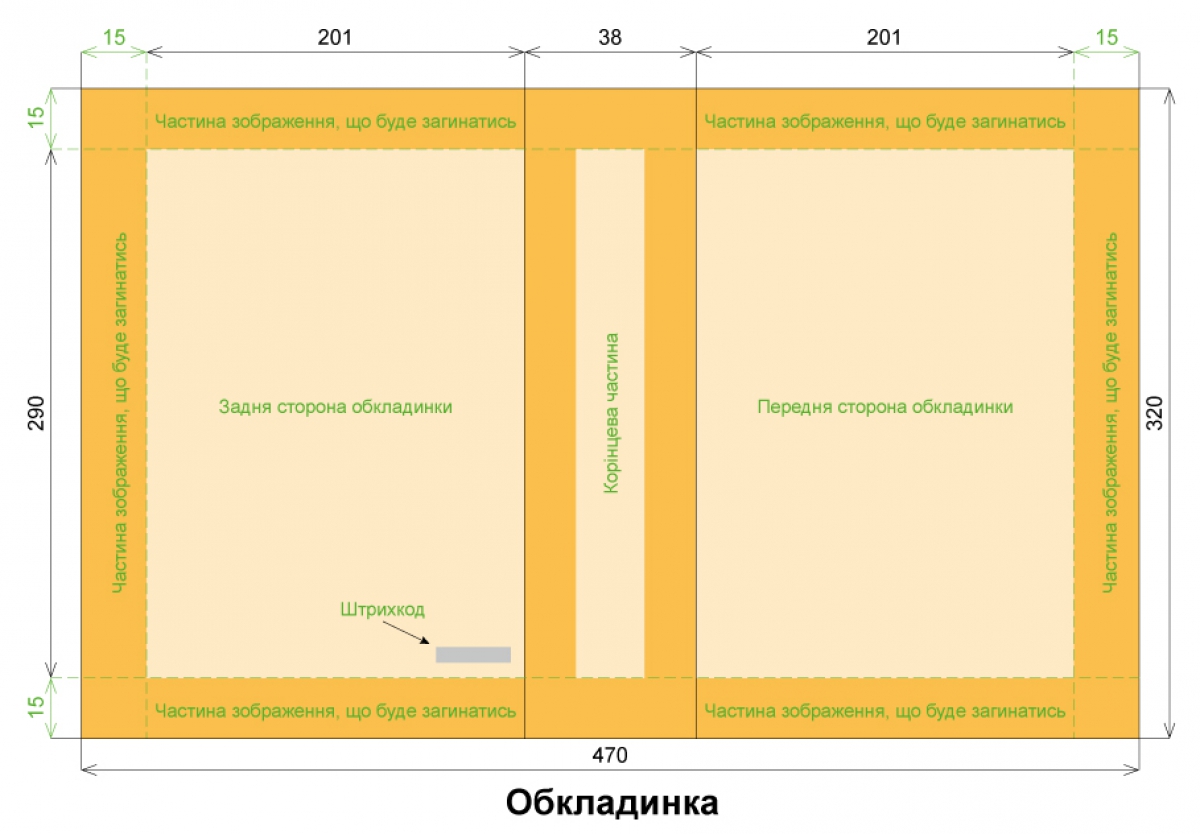 15 201 38 201 15
15
Частина зображення, що буде загинатись
Частина зображення, що буде загинатись
Частина зображення, що буде загинатись
290
Задня сторона обкладинки
Корінцева частина
Передня сторона обкладинки
Частина зображення, що буде загинатись
320
Штрихкод
15
Частина зображення, що буде загинатись
Частина зображення, що буде загинатись
470
Обкладинка